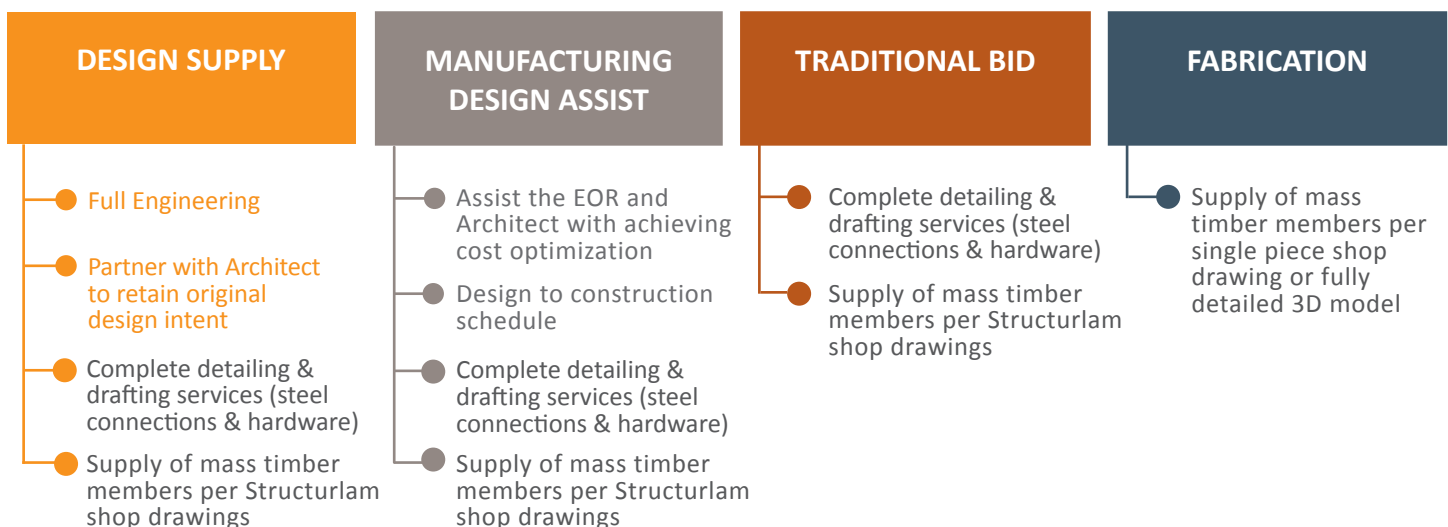 DESIGN SUPPLY
Full Engineering
Partner with Architect
to retain original
design intent
Complete detailing &
drafting services (steel
connections & hardware)
Supply of mass timber
members per Structurlam
shop drawings
MANUFACTURING
DESIGN ASSIST
Assist the EOR and
Architect with achieving
cost optimization
Design to construction
schedule
Complete detailing &
drafting services (steel
connections & hardware)
Supply of mass timber
members per Structurlam
shop drawings
TRADITIONAL BID
Complete detailing &
drafting services (steel
connections & hardware)
Supply of mass timber
members per Structurlam
shop drawings
FABRICATION
Supply of mass
timber members per
single piece shop
drawing or fully
detailed 3D model